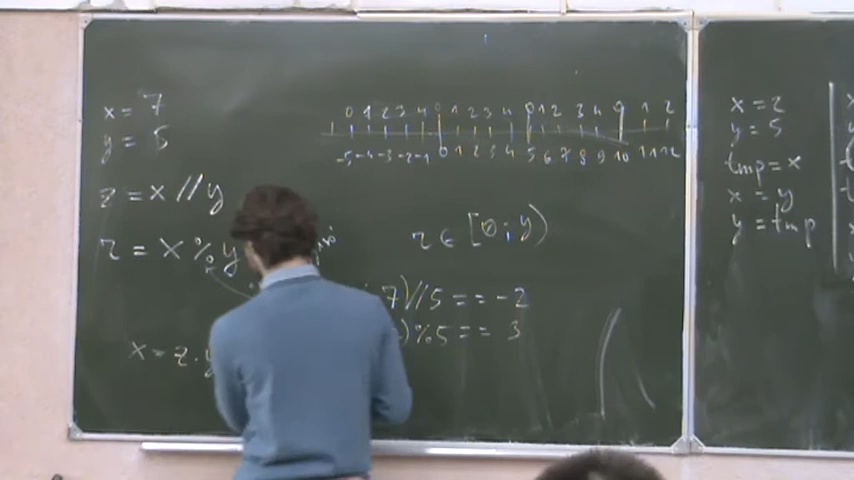 x = 7
y = 5
z = x // y
r = x % y
x = z . y
0 1 2 3 4 0 1 2 3 4 0 1 2 3 4 0 1 2
-5 -4 -3 -2 -1 0 1 2 3 4 5 6 7 8 9 10 11 12
r ∈ [0; y)
7) // 5 == -2
) % 5 == 3
x = 2
y = 5
tmp = x
x = y
y = tmp